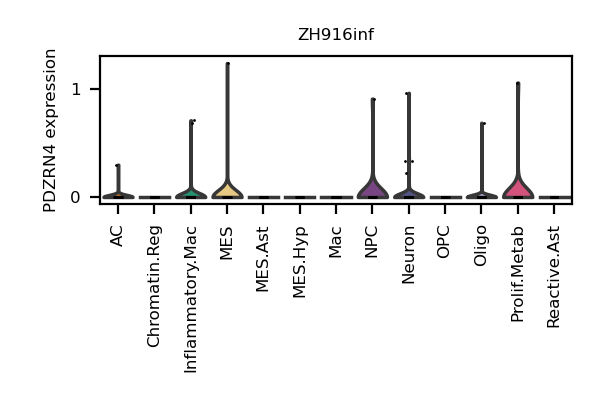 ZH916inf
PDZRN4 expression
1
0
AC
Chromatin.Reg
Inflammatory.Mac
MES
MES.Ast
MES.Hyp
Mac
NPC
Neuron
OPC
Oligo
Prolif.Metab
Reactive.Ast